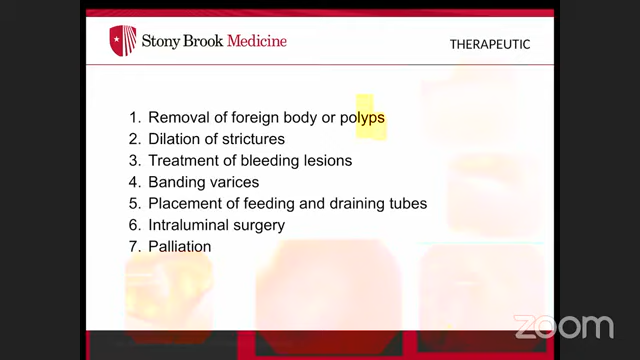 Stony Brook Medicine
THERAPEUTIC
1. Removal of foreign body or polyps
2. Dilation of strictures
3. Treatment of bleeding lesions
4. Banding varices
5. Placement of feeding and draining tubes
6. Intraluminal surgery
7. Palliation
zoom